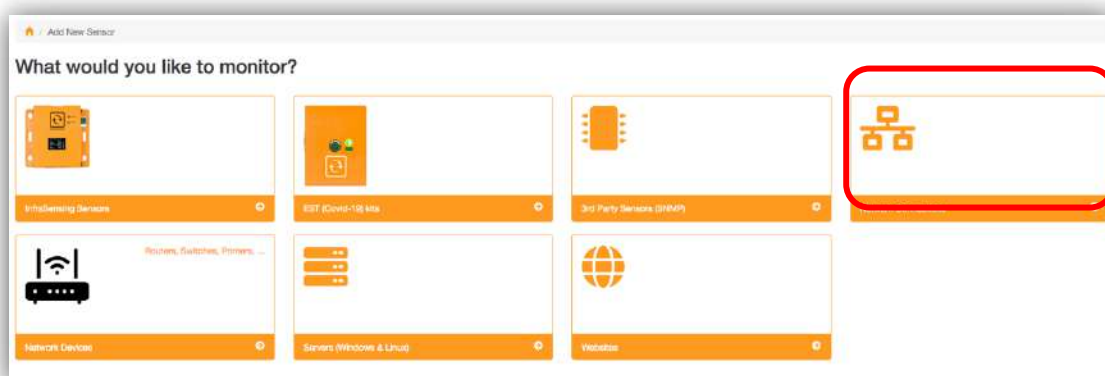 Add New Sensor
What would you like to monitor?
InfraSensing Sensors
EST (Covid-19) kits
3rd Party Sensors (SNMP)
Routers, Switches, Printers, ...
Network Devices
Servers (Windows & Linux)
Websites